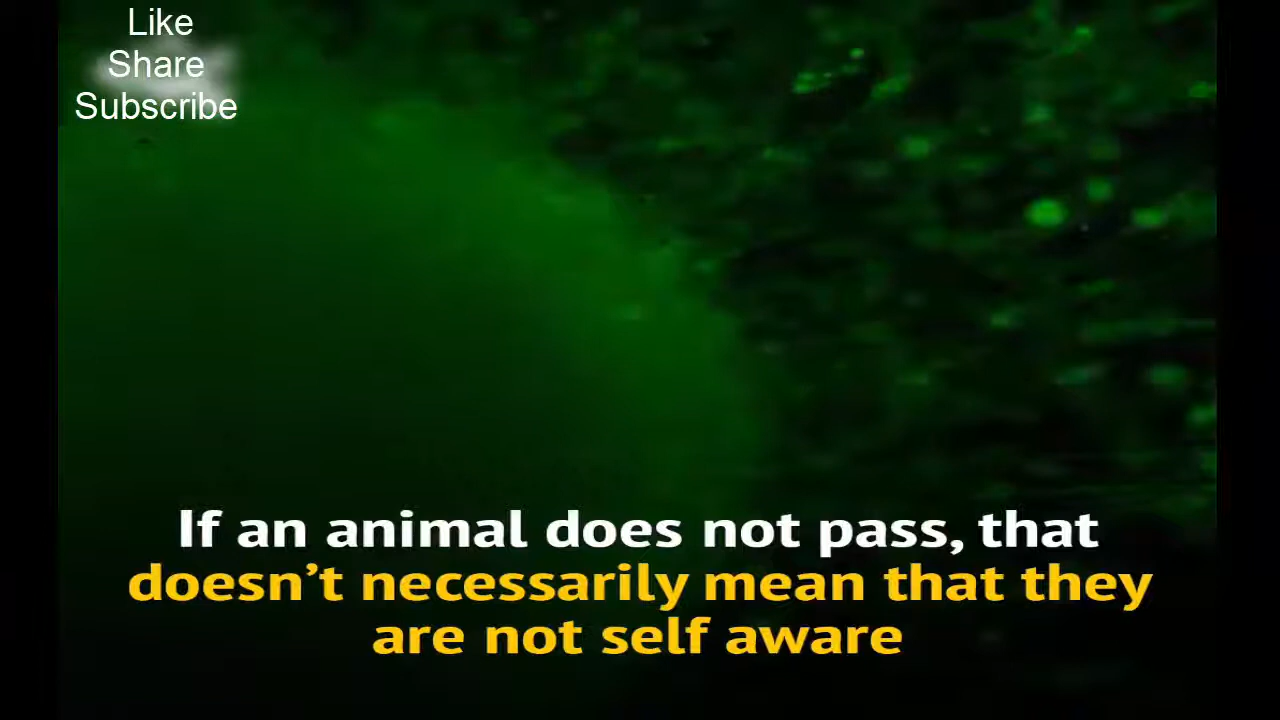 Like
Share
Subscribe
If an animal does not pass, that
doesn’t necessarily mean that they
are not self aware